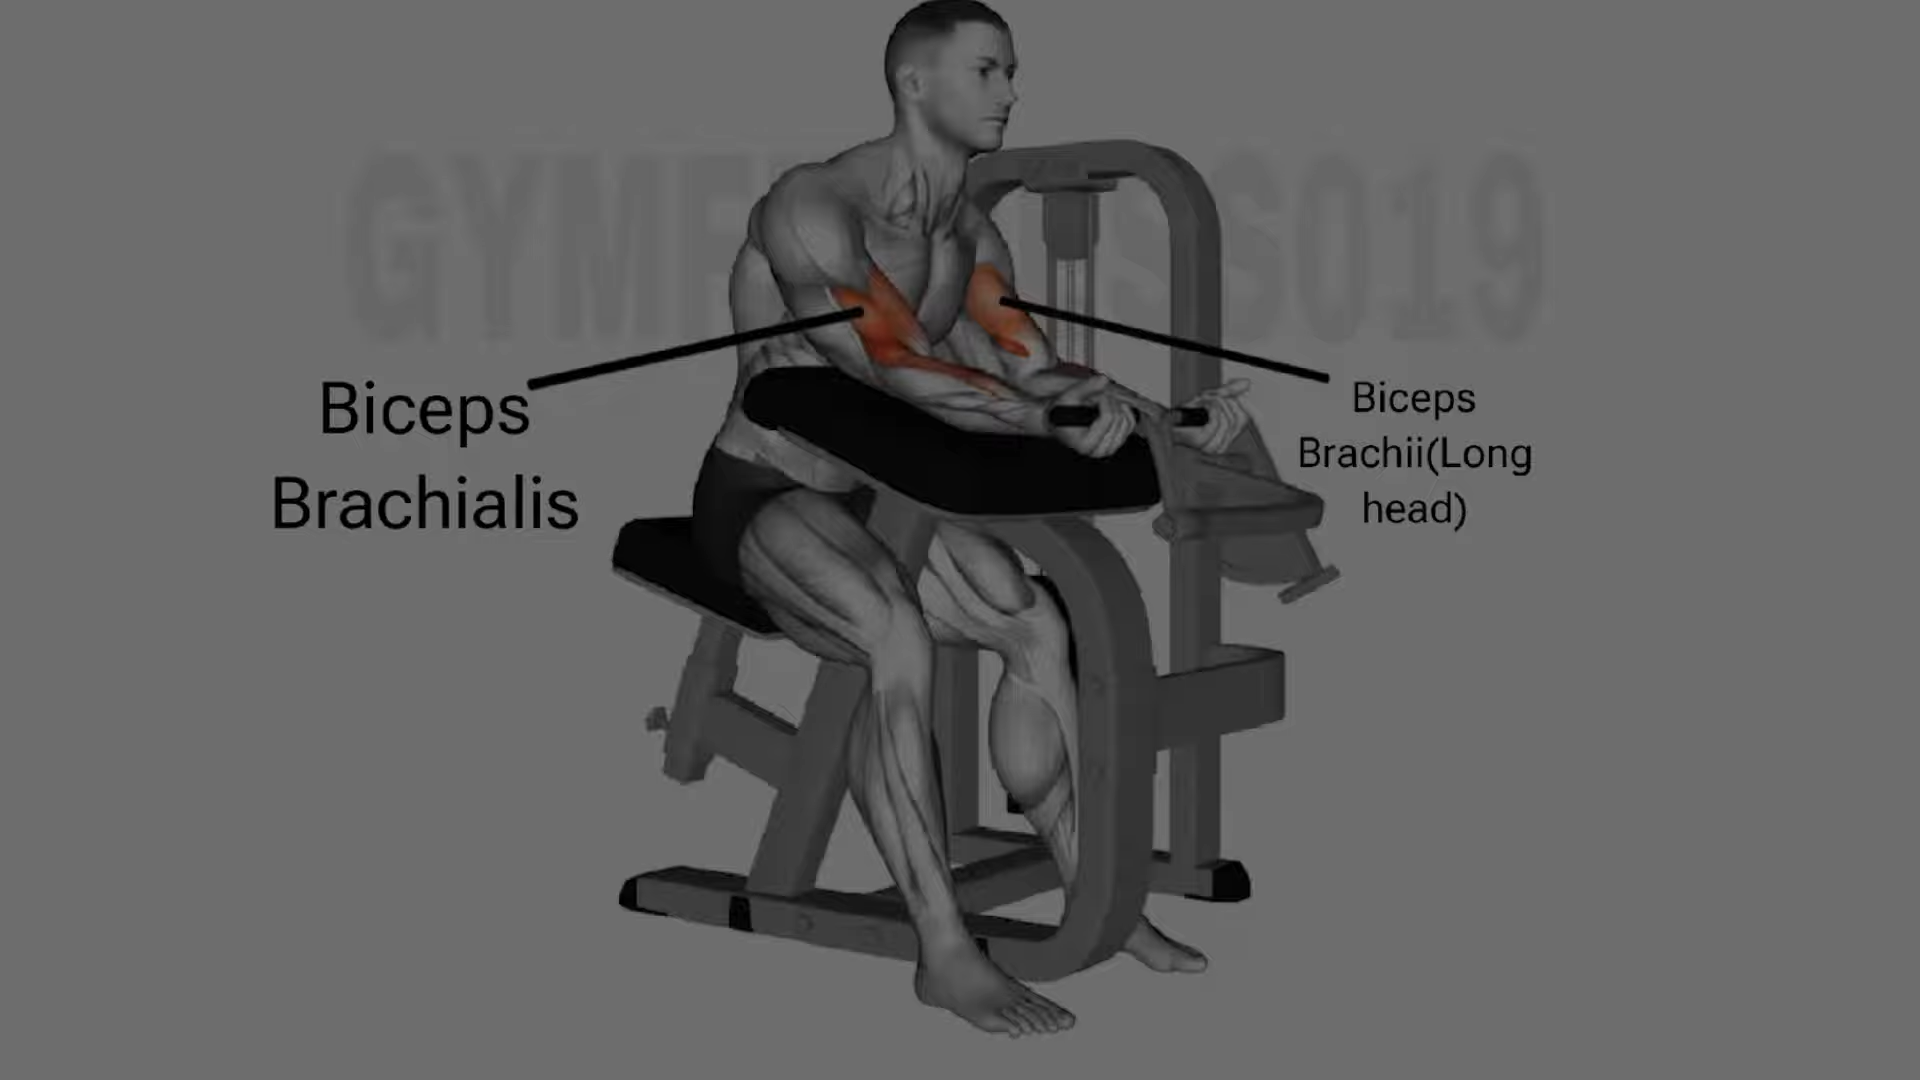 Biceps
Brachialis
Biceps
Brachii(Long
head)